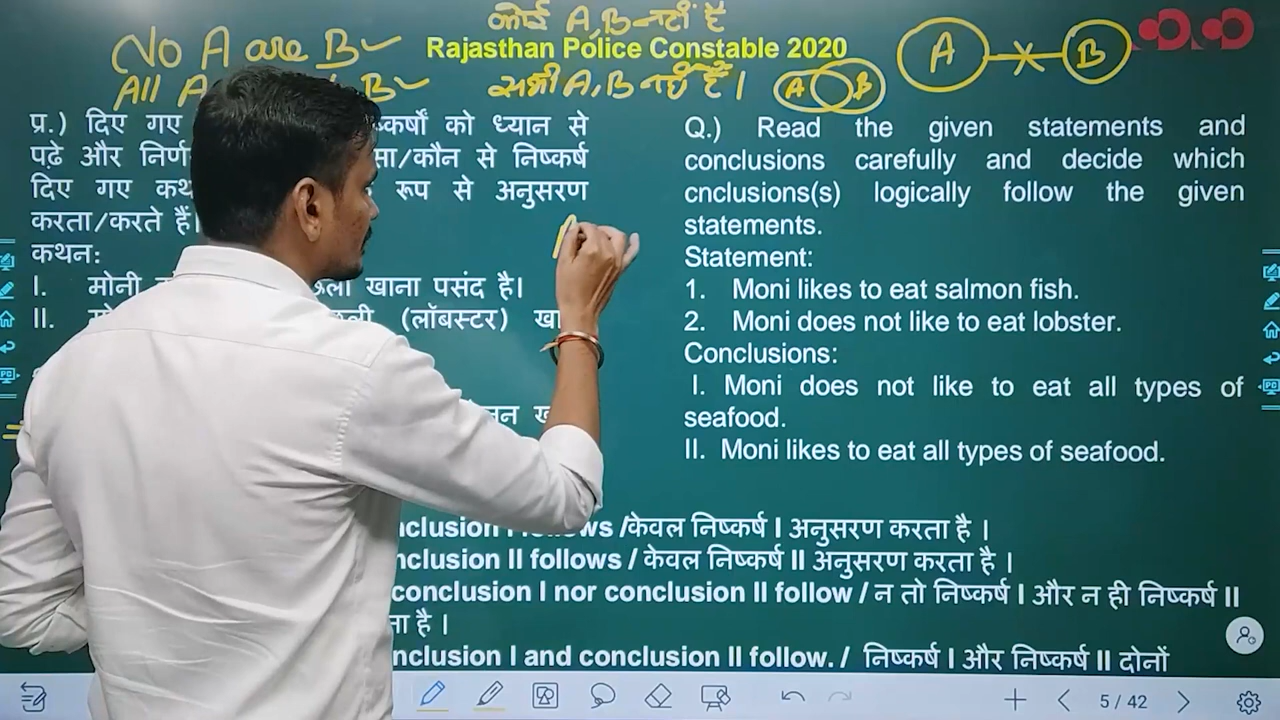 कोई A, B नहीं है
No A are B
Rajasthan Police Constable 2020
A B
All A B
सभी A, B नहीं है।
A B
प्र.) दिए गए को ध्यान से
पढे और निर्ण निष्कर्ष
दिए गए कथ रूप से अनुसरण
करता/करते हैं।
कथन:
I. मोनी खाना पसंद है।
II. (लॉबस्टर)
Q.) Read the given statements and
conclusions carefully and decide which
cnclusions(s) logically follow the given
statements.
Statement:
1. Moni likes to eat salmon fish.
2. Moni does not like to eat lobster.
Conclusions:
I. Moni does not like to eat all types of
seafood.
II. Moni likes to eat all types of seafood.
nclusion I follows /केवल निष्कर्ष I अनुसरण करता है ।
nclusion II follows / केवल निष्कर्ष II अनुसरण करता है ।
conclusion I nor conclusion II follow / न तो निष्कर्ष I और न ही निष्कर्ष II
ता है ।
nclusion I and conclusion II follow. / निष्कर्ष I और निष्कर्ष II दोनों
5 / 42